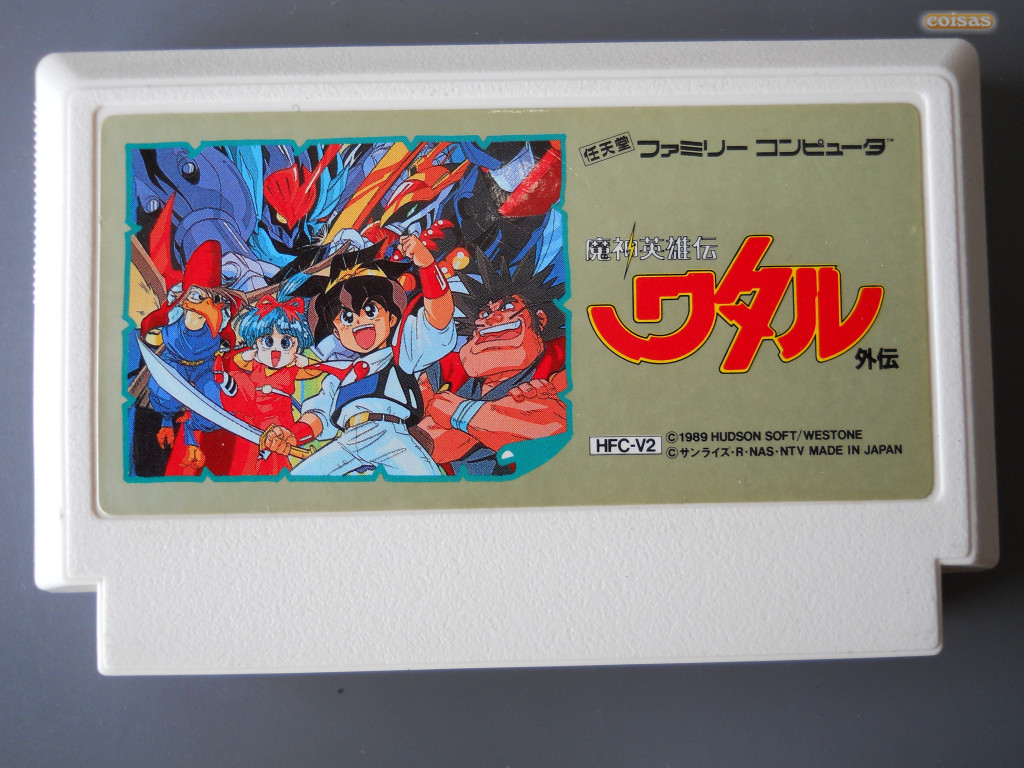 coisas
任天堂 ファミリー コンピュータ™
魔神英雄伝
ワタル
外伝
HFC-V2 ©1989 HUDSON SOFT/WESTONE
©サンライズ・R・NAS・NTV MADE IN JAPAN